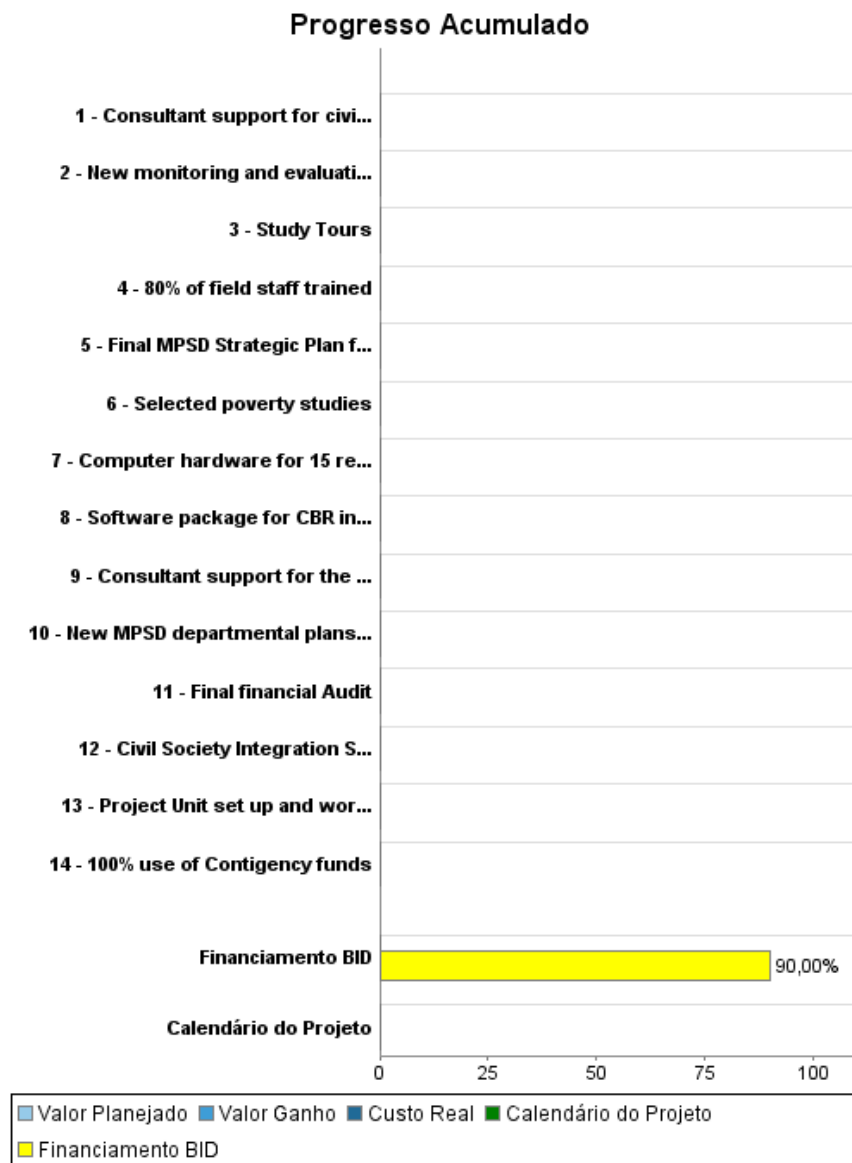 Progresso Acumulado
1 - Consultant support for civi...
2 - New monitoring and evaluati...
3 - Study Tours
4 - 80% of field staff trained
5 - Final MPSD Strategic Plan f...
6 - Selected poverty studies
7 - Computer hardware for 15 re...
8 - Software package for CBR in...
9 - Consultant support for the ...
10 - New MPSD departmental plans...
11 - Final financial Audit
12 - Civil Society Integration S...
13 - Project Unit set up and wor...
14 - 100% use of Contigency funds
Financiamento BID 90,00%
Calendário do Projeto
0 25 50 75 100
Valor Planejado Valor Ganho Custo Real Calendário do Projeto
Financiamento BID